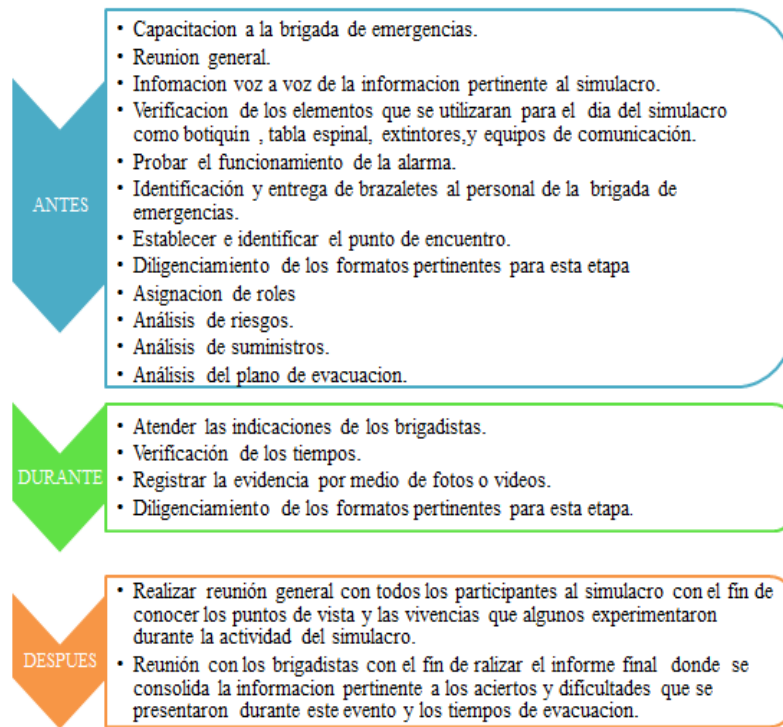 ANTES
• Capacitacion a la brigada de emergencias.
• Reunion general.
• Infomacion voz a voz de la informacion pertinente al simulacro.
• Verificacion de los elementos que se utilizaran para el dia del simulacro
como botiquin , tabla espinal, extintores,y equipos de comunicación.
• Probar el funcionamiento de la alarma.
• Identificación y entrega de brazaletes al personal de la brigada de
emergencias.
• Establecer e identificar el punto de encuentro.
• Diligenciamiento de los formatos pertinentes para esta etapa
• Asignacion de roles
• Análisis de riesgos.
• Análisis de suministros.
• Análisis del plano de evacuacion.
DURANTE
• Atender las indicaciones de los brigadistas.
• Verificación de los tiempos.
• Registrar la evidencia por medio de fotos o videos.
• Diligenciamiento de los formatos pertinentes para esta etapa.
DESPUES
• Realizar reunión general con todos los participantes al simulacro con el fin de
conocer los puntos de vista y las vivencias que algunos experimentaron
durante la actividad del simulacro.
• Reunión con los brigadistas con el fin de ralizar el informe final donde se
consolida la informacion pertinente a los aciertos y dificultades que se
presentaron durante este evento y los tiempos de evacuacion.